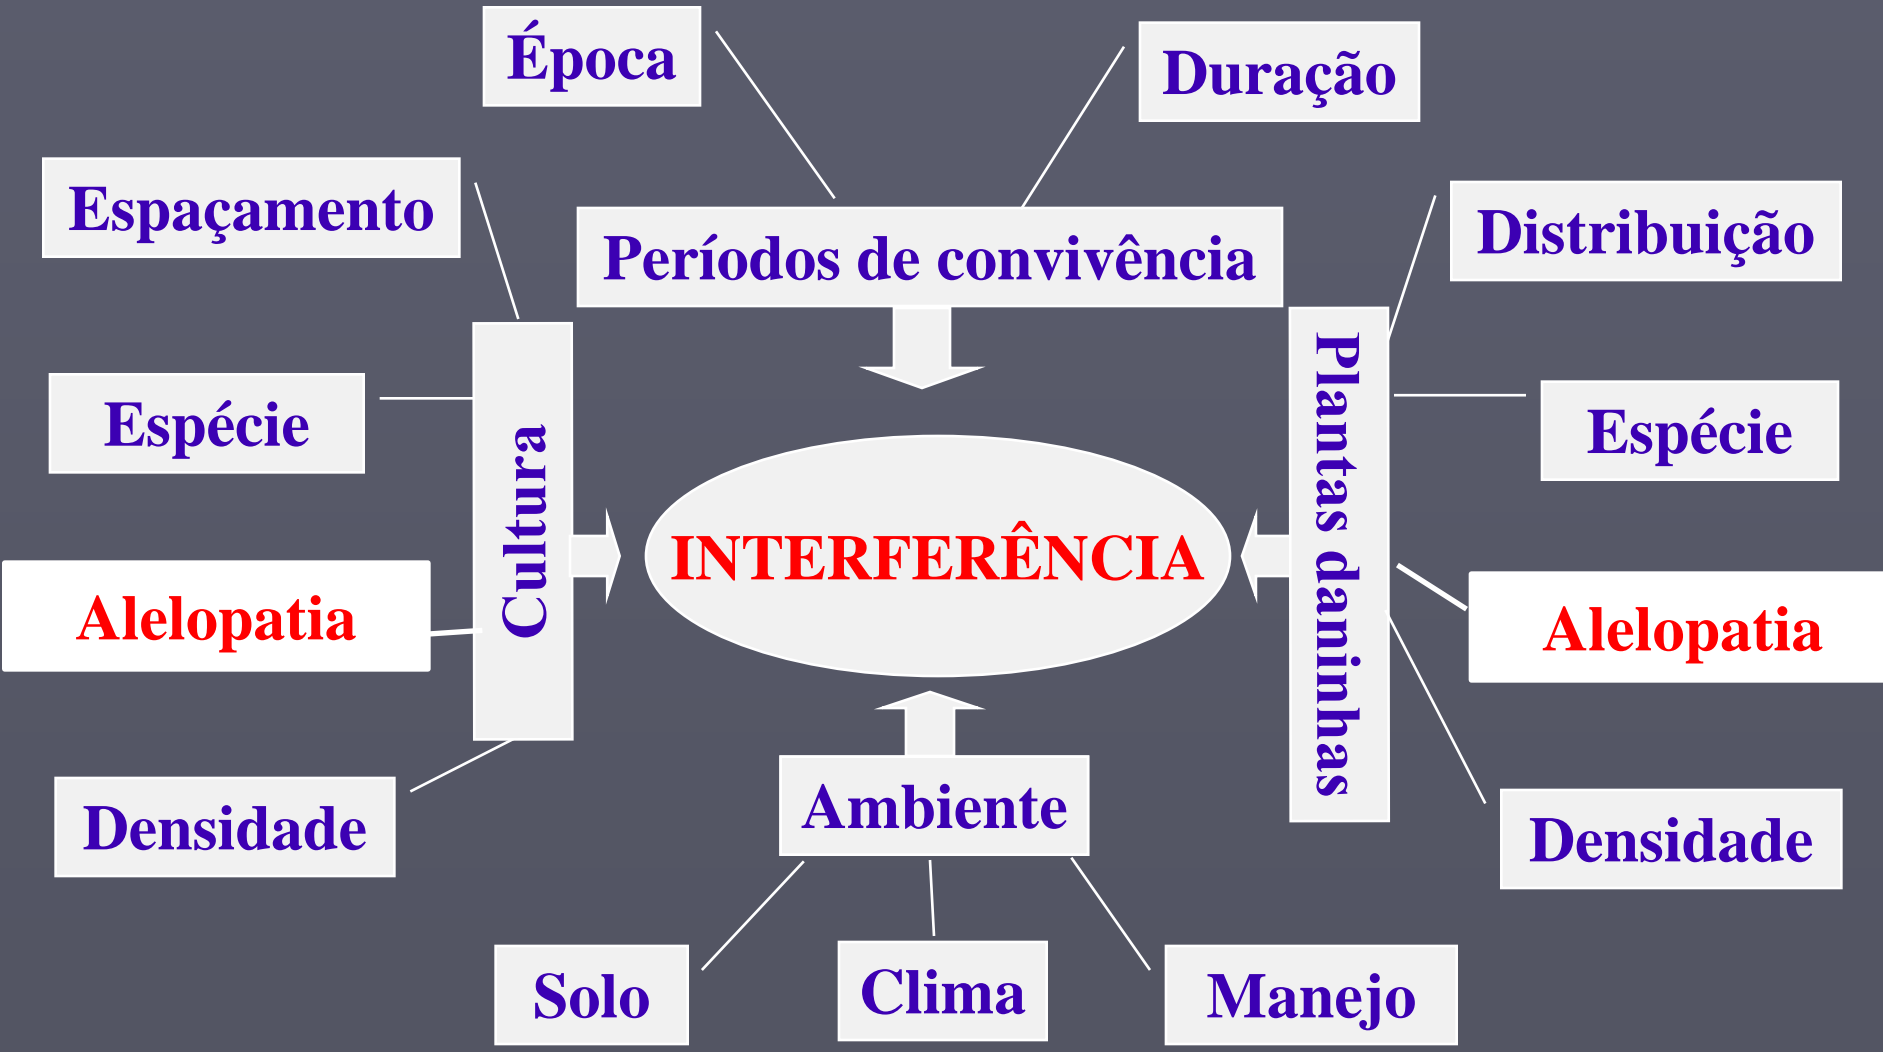 Época
Duração
Espaçamento
Distribuição
Períodos de convivência
Espécie
Cultura
Plantas daninhas
Espécie
INTERFERÊNCIA
Alelopatia
Alelopatia
Densidade
Ambiente
Densidade
Solo
Clima
Manejo